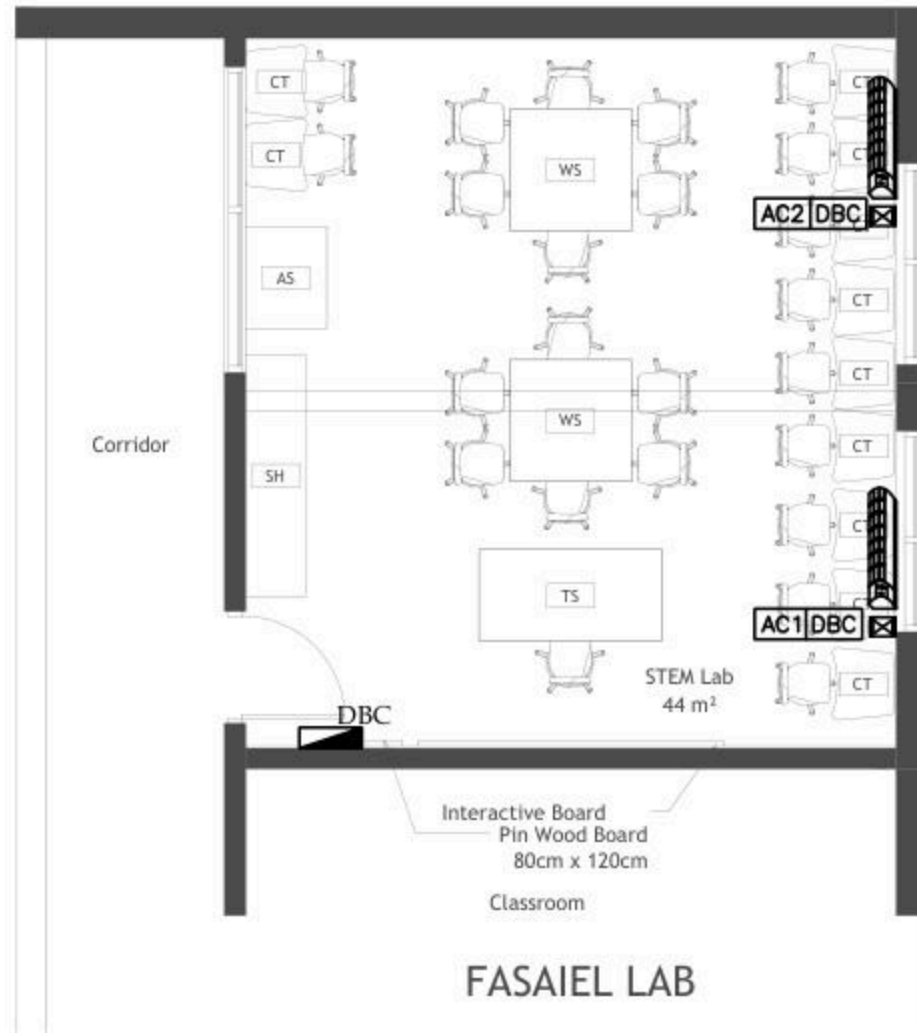 CT
CT
CT
CT
WS
AC2 DBC
AS
CT
CT
WS
CT
Corridor
SH
CT
TS
CT
AC1 DBC
STEM Lab
44 m²
CT
DBC
Interactive Board
Pin Wood Board
80cm x 120cm
Classroom
FASAIEL LAB